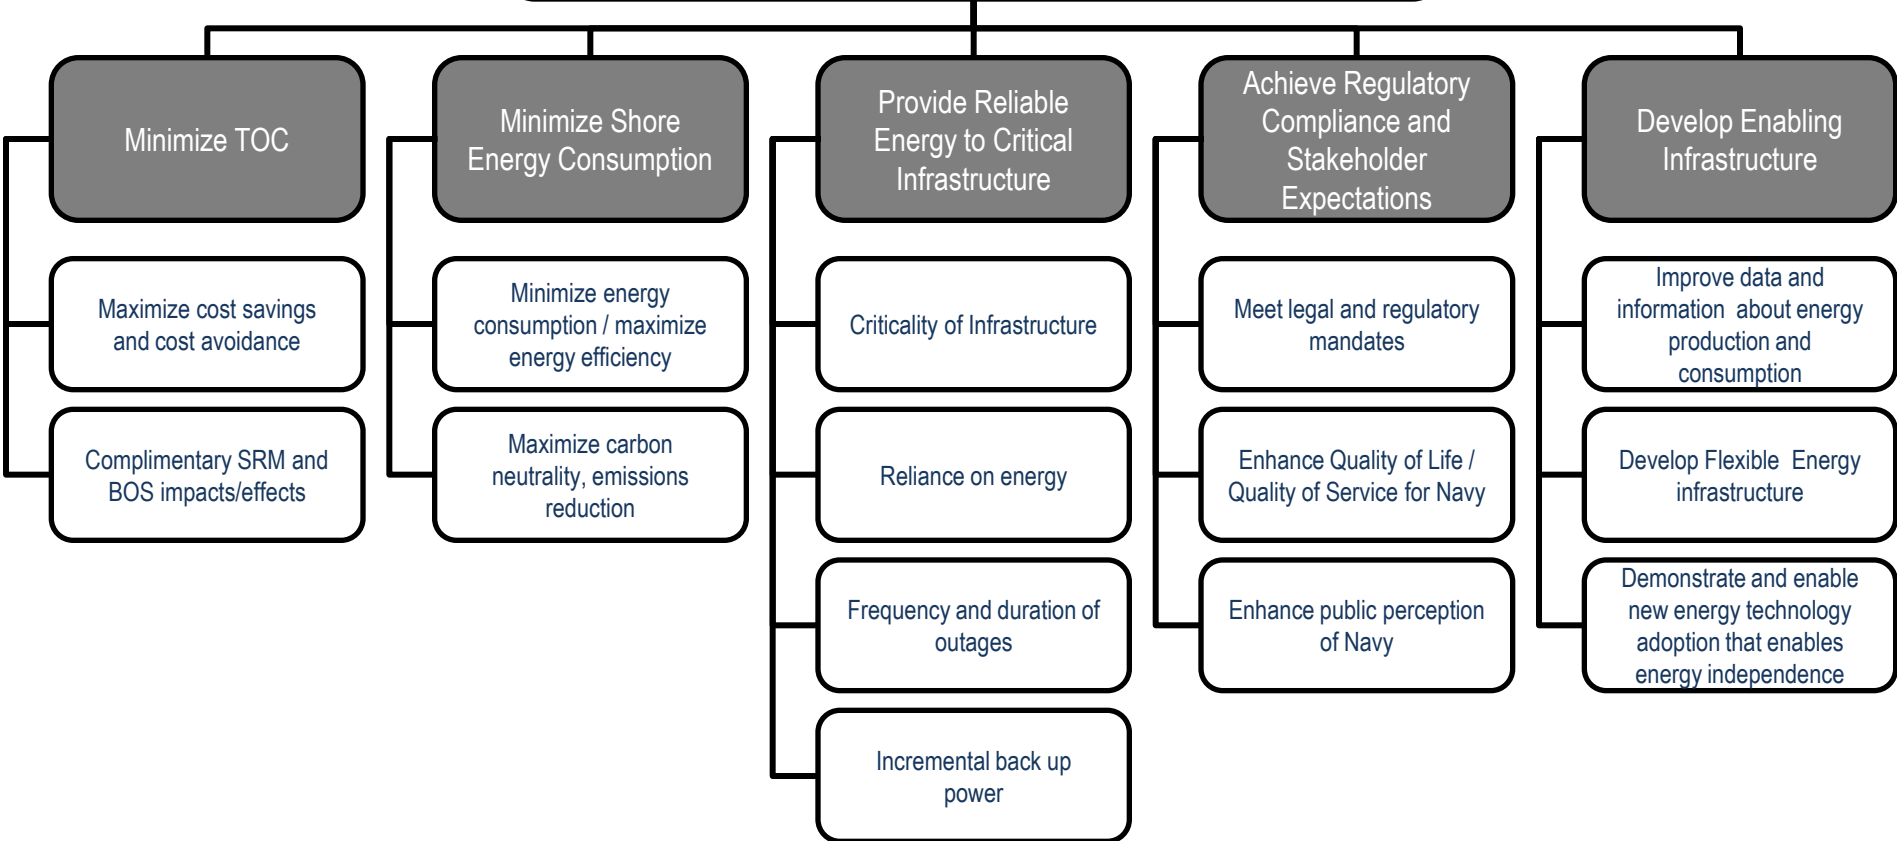 Minimize TOC
Maximize cost savings
and cost avoidance
Complimentary SRM and
BOS impacts/effects
Minimize Shore
Energy Consumption
Minimize energy
consumption / maximize
energy efficiency
Maximize carbon
neutrality, emissions
reduction
Provide Reliable
Energy to Critical
Infrastructure
Criticality of Infrastructure
Reliance on energy
Frequency and duration of
outages
Incremental back up
power
Achieve Regulatory
Compliance and
Stakeholder
Expectations
Meet legal and regulatory
mandates
Enhance Quality of Life /
Quality of Service for Navy
Enhance public perception
of Navy
Develop Enabling
Infrastructure
Improve data and
information about energy
production and
consumption
Develop Flexible Energy
infrastructure
Demonstrate and enable
new energy technology
adoption that enables
energy independence